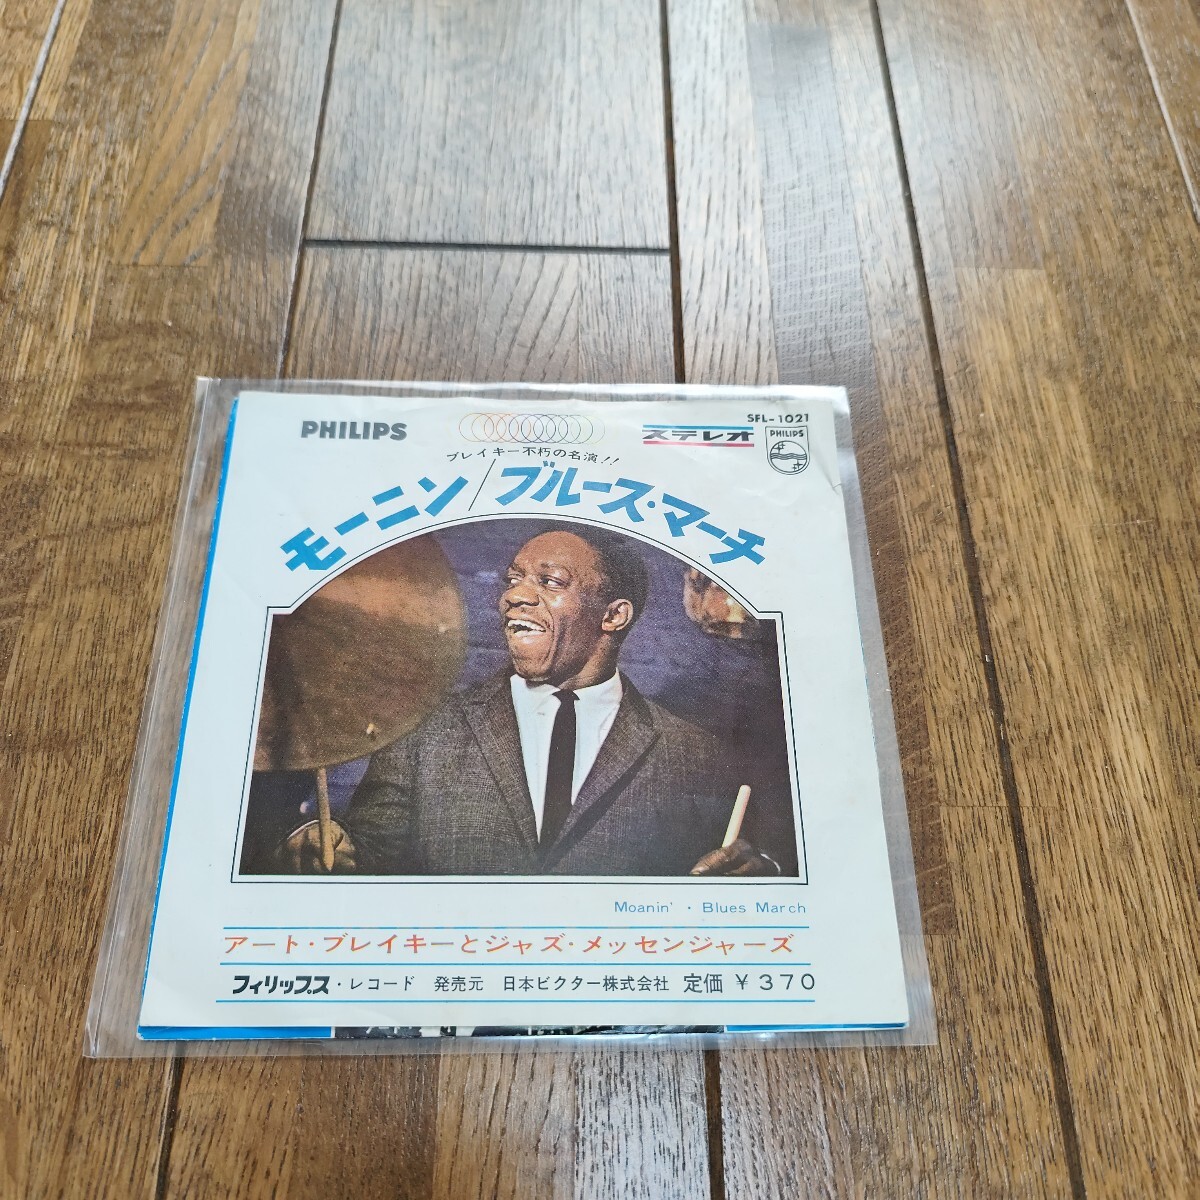 SFL-1021
PHILIPS
ステレオ
PHILIPS
ブレイキー不朽の名演!!
モーニン/ブルース・マーチ
Moanin'・Blues March
アート・ブレイキーとジャズ・メッセンジャーズ
フィリップス・レコード 発売元 日本ビクター株式会社 定価 ¥370